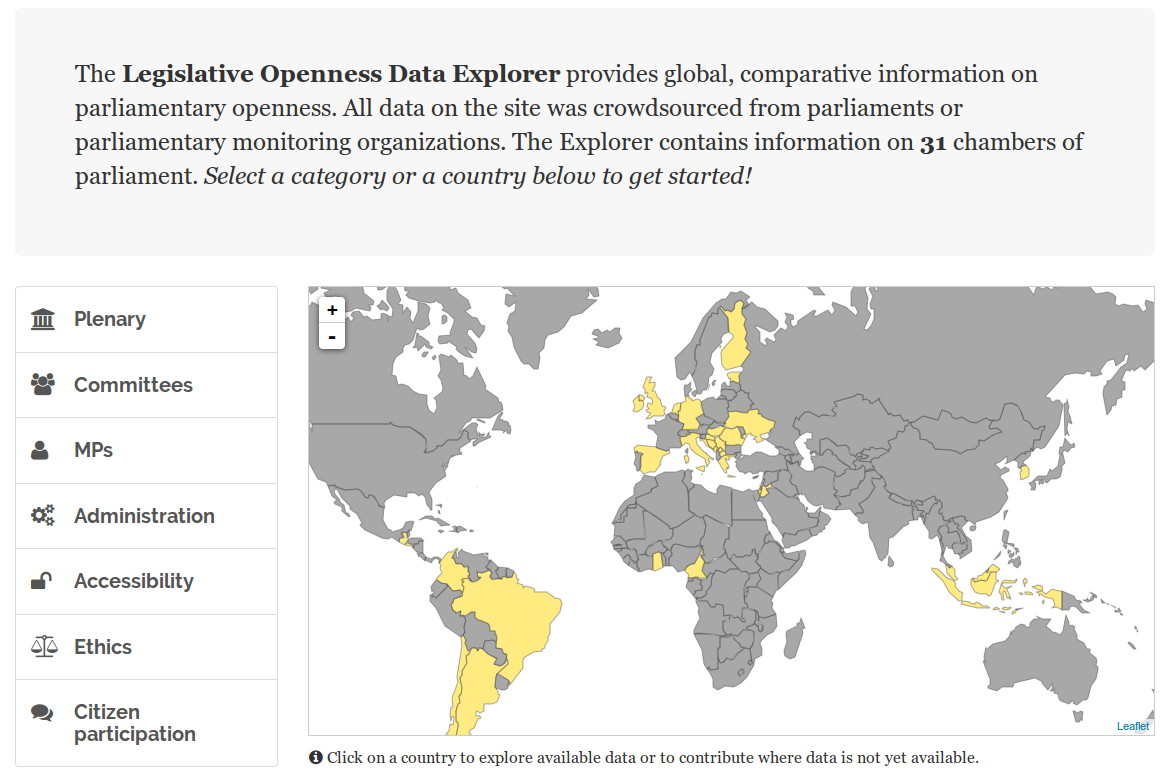 The Legislative Openness Data Explorer provides global, comparative information on
parliamentary openness. All data on the site was crowdsourced from parliaments or
parliamentary monitoring organizations. The Explorer contains information on 31 chambers of
parliament. Select a category or a country below to get started!
Plenary
Committees
MPs
Administration
Accessibility
Ethics
Citizen
participation
+
-
Leaflet
Click on a country to explore available data or to contribute where data is not yet available.